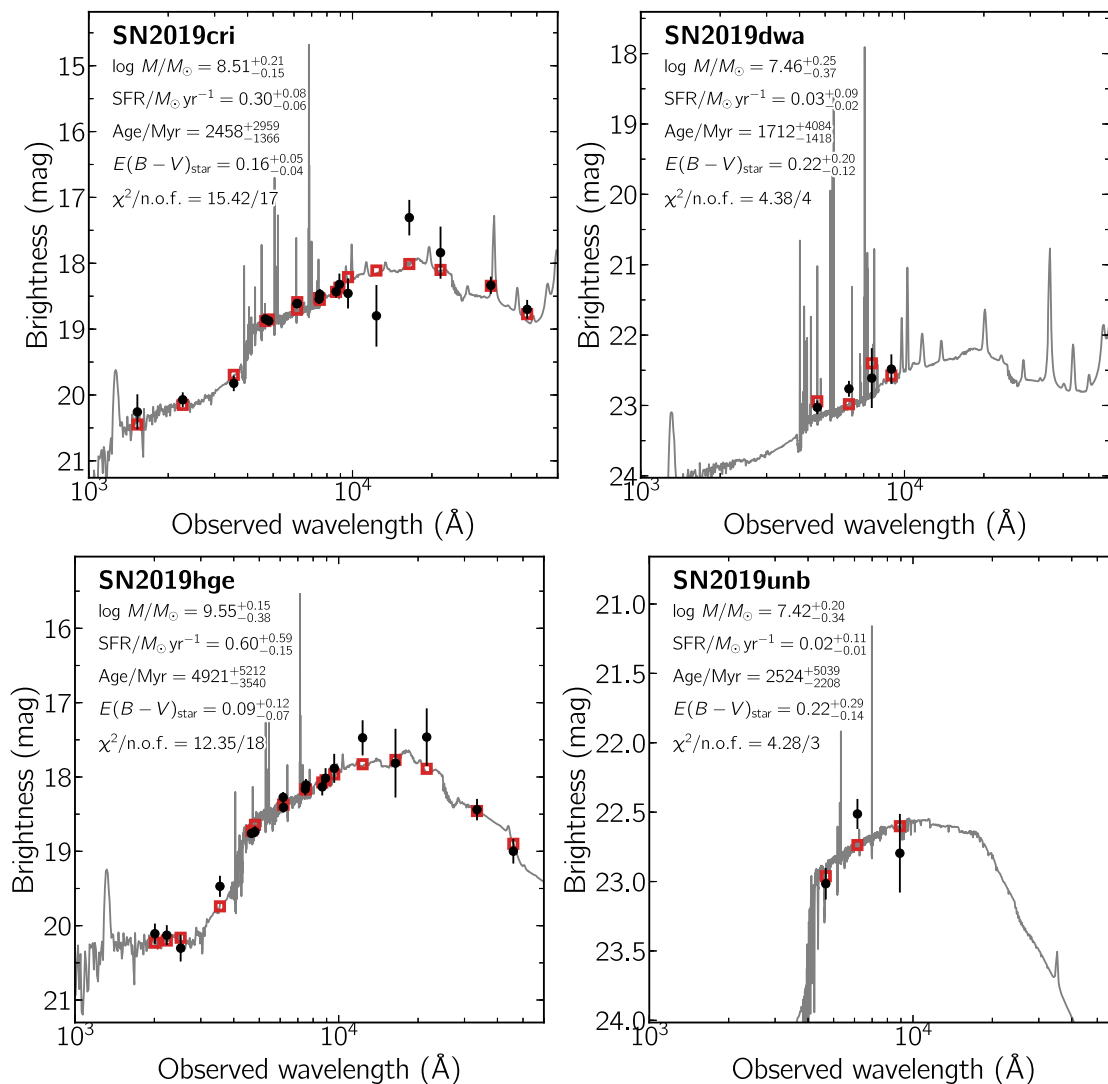 SN2019cri
log M/M⊙ = 8.51 +0.21 −0.15
SFR/M⊙ yr⁻¹ = 0.30 +0.08 −0.06
Age/Myr = 2458 +2959 −1366
E(B − V)star = 0.16 +0.05 −0.04
χ²/n.o.f. = 15.42/17
Brightness (mag)
15
16
17
18
19
20
21
10³
10⁴
Observed wavelength (Å)
SN2019dwa
log M/M⊙ = 7.46 +0.25 −0.37
SFR/M⊙ yr⁻¹ = 0.03 +0.09 −0.02
Age/Myr = 1712 +4084 −1418
E(B − V)star = 0.22 +0.20 −0.12
χ²/n.o.f. = 4.38/4
Brightness (mag)
18
19
20
21
22
23
24
10³
10⁴
Observed wavelength (Å)
SN2019hge
log M/M⊙ = 9.55 +0.15 −0.38
SFR/M⊙ yr⁻¹ = 0.60 +0.59 −0.15
Age/Myr = 4921 +5212 −3540
E(B − V)star = 0.09 +0.12 −0.07
χ²/n.o.f. = 12.35/18
Brightness (mag)
16
17
18
19
20
21
10³
10⁴
Observed wavelength (Å)
SN2019unb
log M/M⊙ = 7.42 +0.20 −0.34
SFR/M⊙ yr⁻¹ = 0.02 +0.11 −0.01
Age/Myr = 2524 +5039 −2208
E(B − V)star = 0.22 +0.29 −0.14
χ²/n.o.f. = 4.28/3
Brightness (mag)
21.0
21.5
22.0
22.5
23.0
23.5
24.0
10³
10⁴
Observed wavelength (Å)